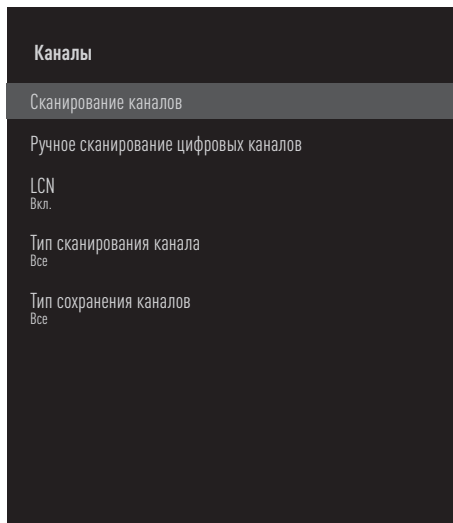 Каналы
Сканирование каналов
Ручное сканирование цифровых каналов
LCN
Вкл.
Тип сканирования канала
Все
Тип сохранения каналов
Все